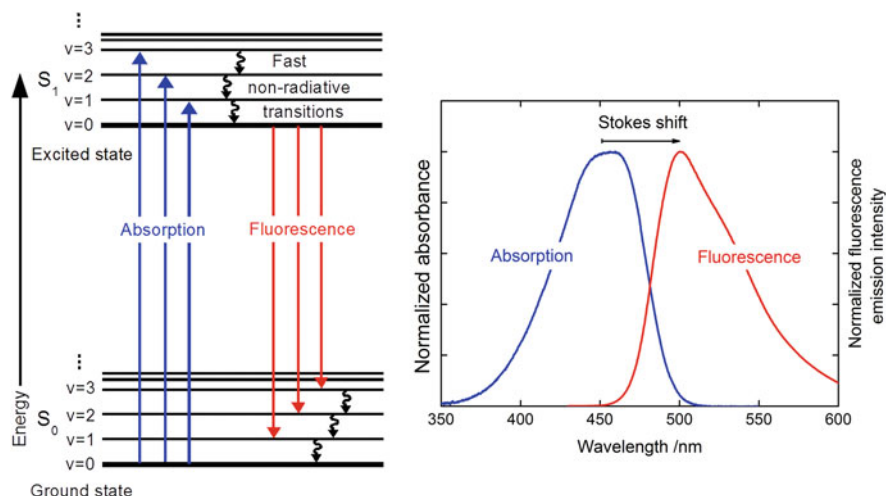 ⋮
v=3
Fast
S₁
v=2
non-radiative
v=1
transitions
v=0
Excited state
Absorption
Fluorescence
Energy
⋮
v=3
S₀
v=2
v=1
v=0
Ground state
Stokes shift
Normalized absorbance
Absorption
Fluorescence
Normalized fluorescence
emission intensity
350 400 450 500 550 600
Wavelength /nm